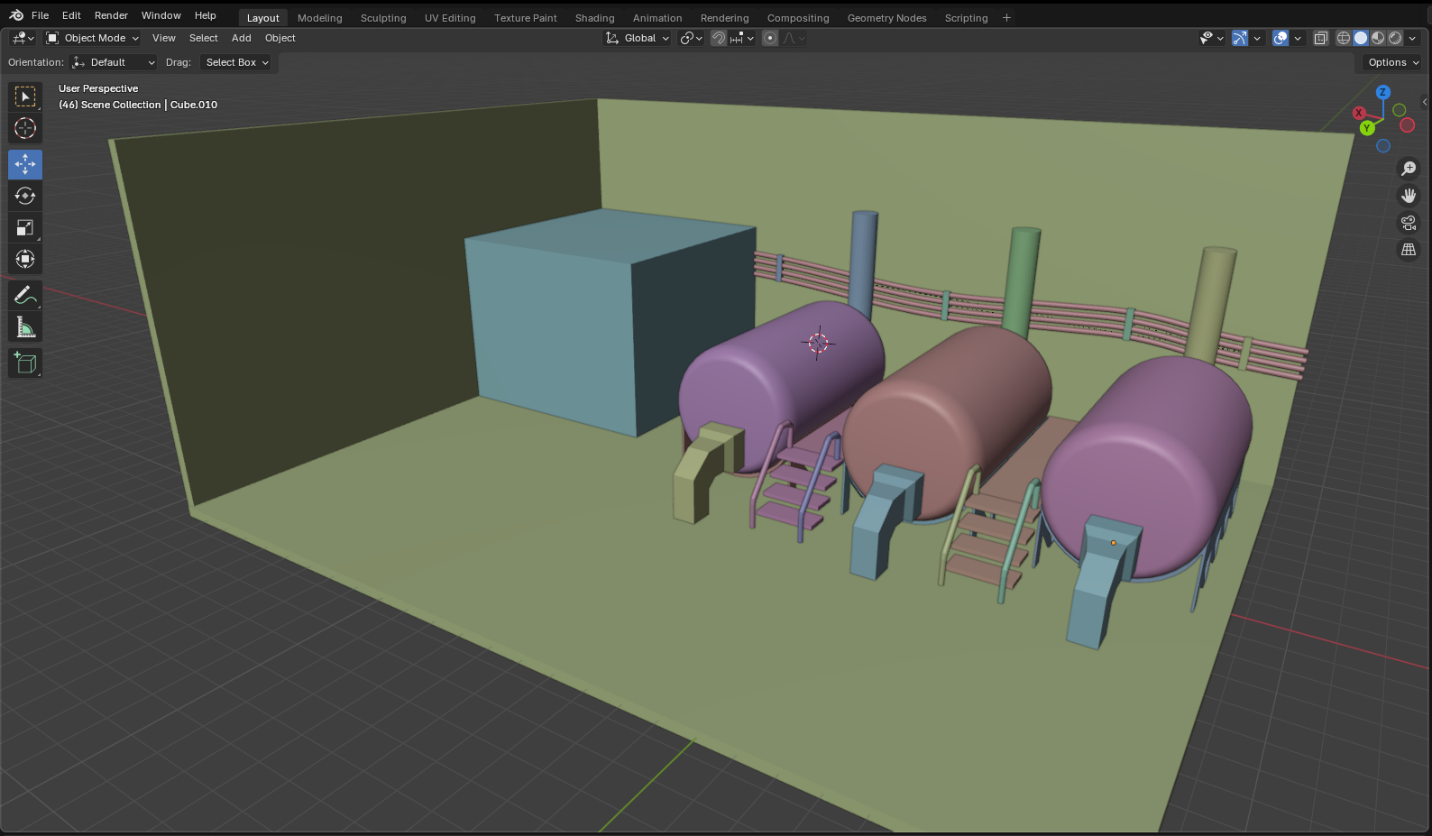 File Edit Render Window Help Layout Modeling Sculpting UV Editing Texture Paint Shading Animation Rendering Compositing Geometry Nodes Scripting +
Object Mode View Select Add Object Global
Orientation: Default Drag: Select Box Options
User Perspective
(46) Scene Collection | Cube.010
Z
X
Y